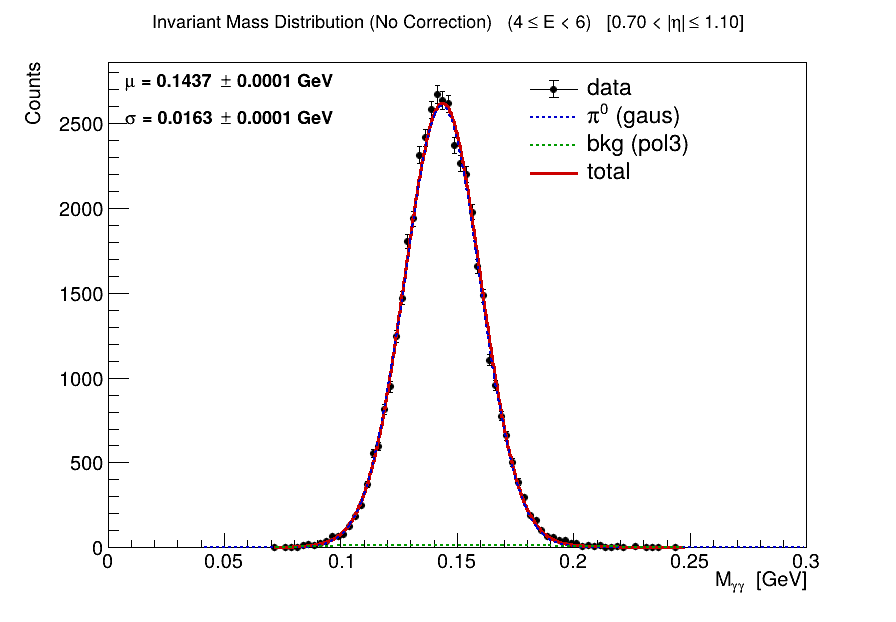 Invariant Mass Distribution (No Correction) (4 ≤ E < 6) [0.70 < |η| ≤ 1.10]
Counts
μ = 0.1437 ± 0.0001 GeV
σ = 0.0163 ± 0.0001 GeV
data
π⁰ (gaus)
bkg (pol3)
total
2500
2000
1500
1000
500
0
0 0.05 0.1 0.15 0.2 0.25 0.3
Mγγ [GeV]